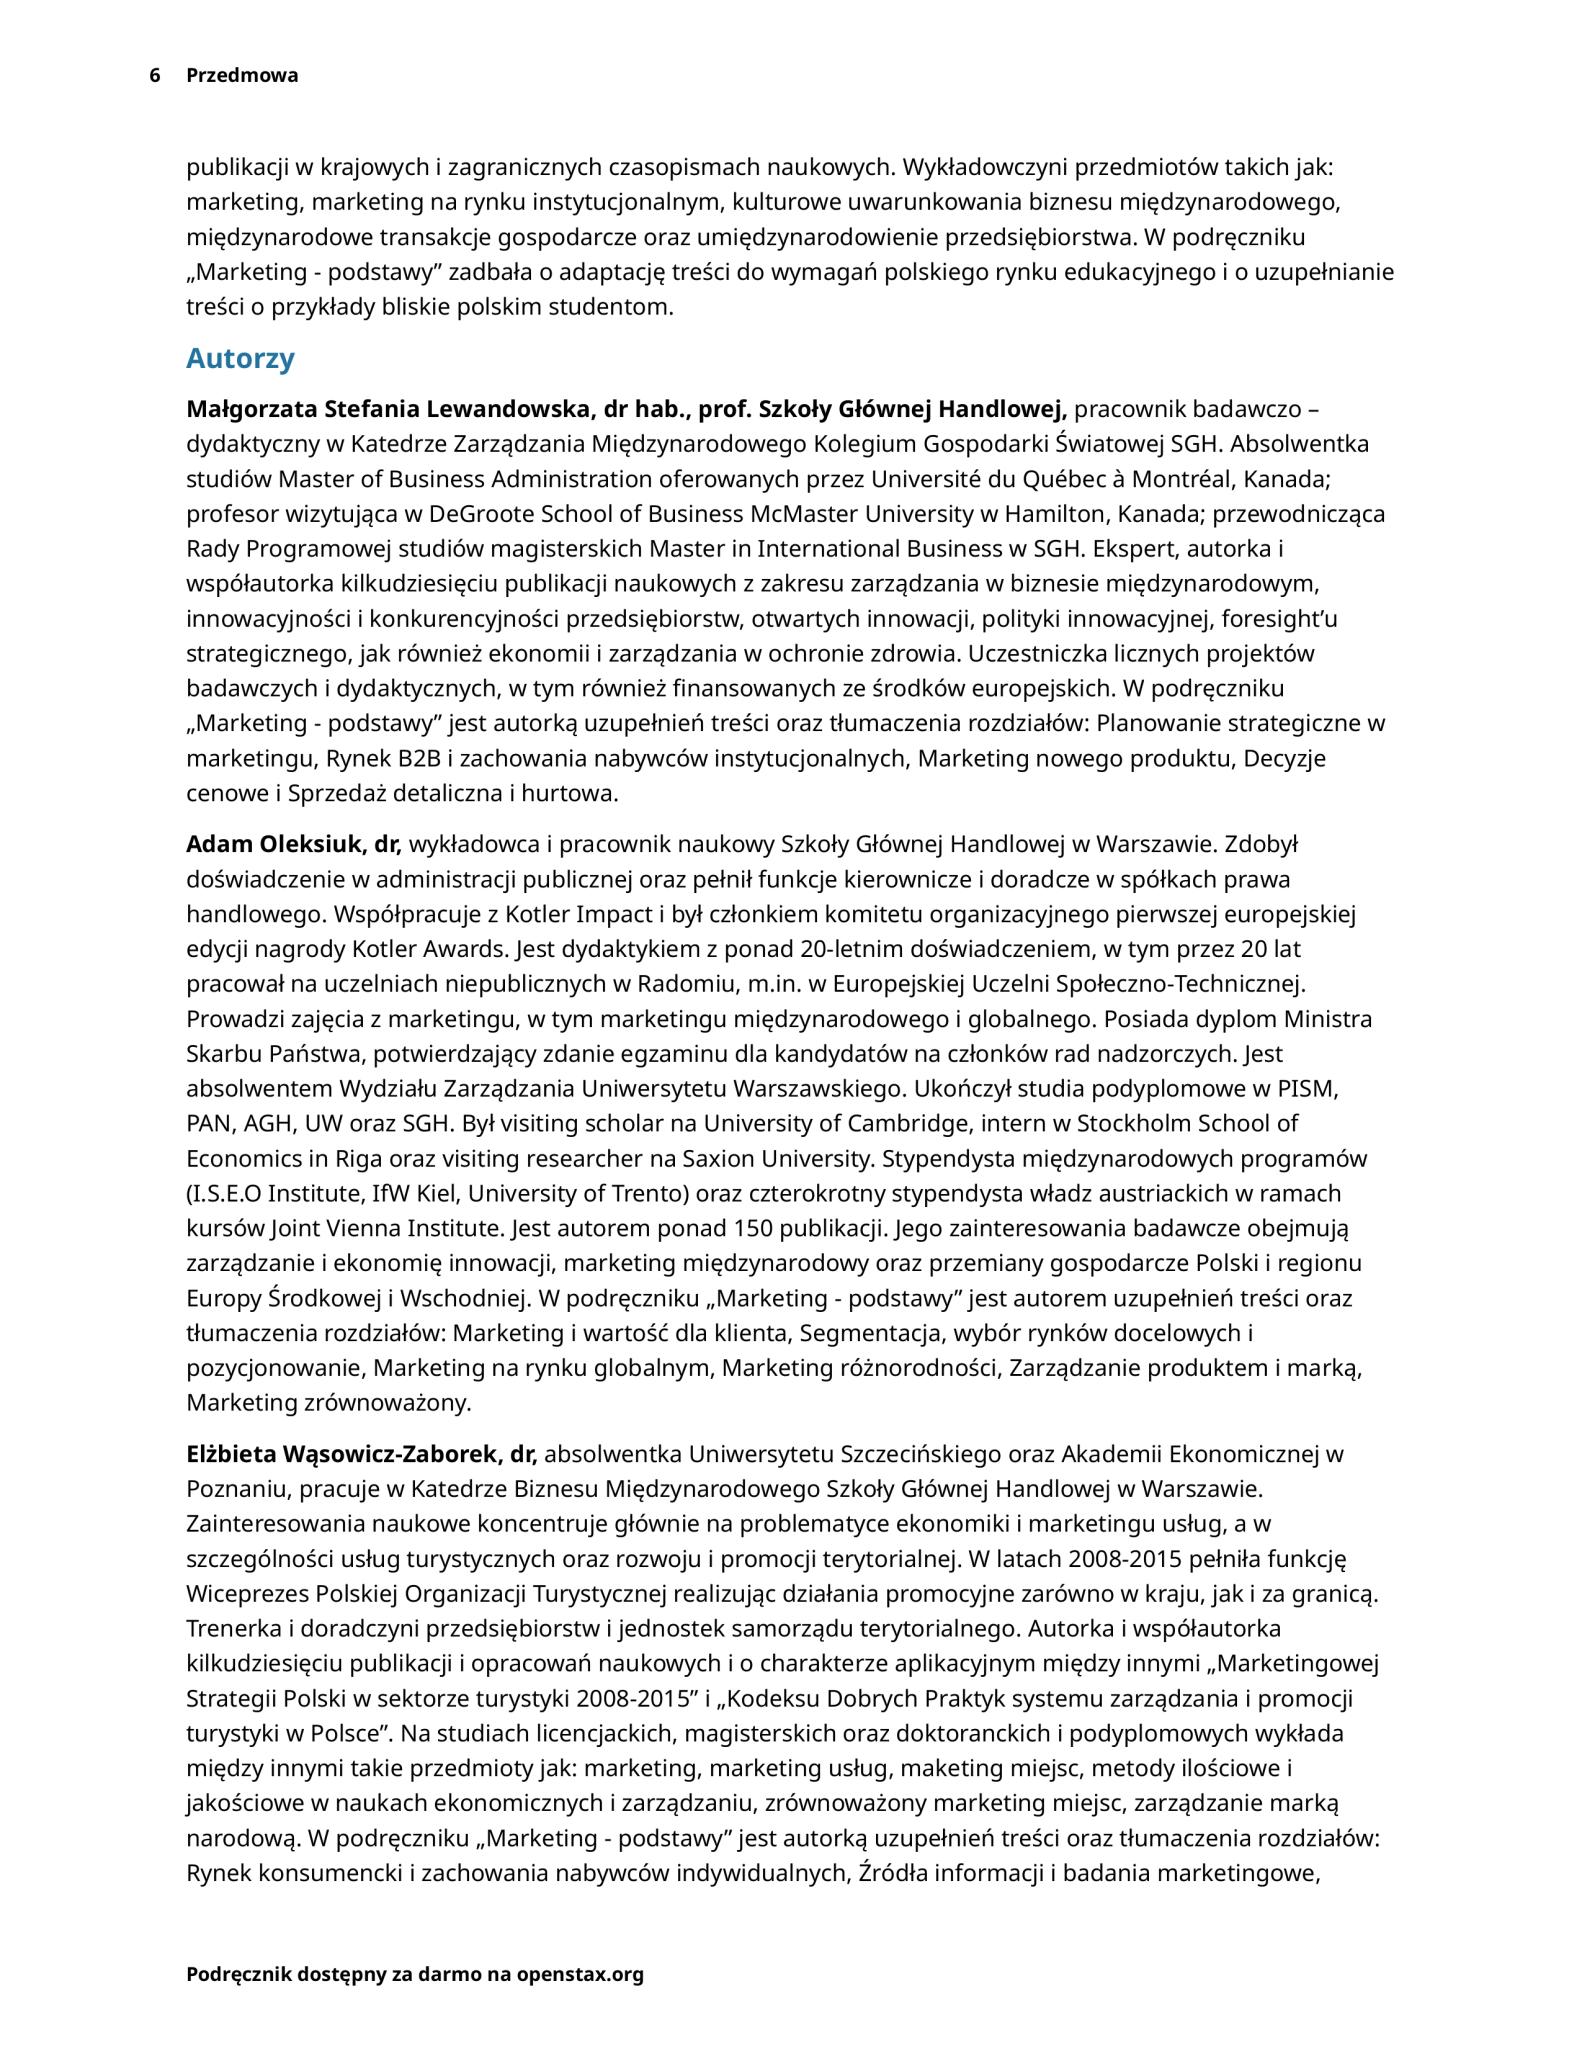 6 Przedmowa
publikacji w krajowych i zagranicznych czasopismach naukowych. Wykładowczyni przedmiotów takich jak:
marketing, marketing na rynku instytucjonalnym, kulturowe uwarunkowania biznesu międzynarodowego,
międzynarodowe transakcje gospodarcze oraz umiędzynarodowienie przedsiębiorstwa. W podręczniku
„Marketing - podstawy” zadbała o adaptację treści do wymagań polskiego rynku edukacyjnego i o uzupełnianie
treści o przykłady bliskie polskim studentom.
Autorzy
Małgorzata Stefania Lewandowska, dr hab., prof. Szkoły Głównej Handlowej, pracownik badawczo –
dydaktyczny w Katedrze Zarządzania Międzynarodowego Kolegium Gospodarki Światowej SGH. Absolwentka
studiów Master of Business Administration oferowanych przez Université du Québec à Montréal, Kanada;
profesor wizytująca w DeGroote School of Business McMaster University w Hamilton, Kanada; przewodnicząca
Rady Programowej studiów magisterskich Master in International Business w SGH. Ekspert, autorka i
współautorka kilkudziesięciu publikacji naukowych z zakresu zarządzania w biznesie międzynarodowym,
innowacyjności i konkurencyjności przedsiębiorstw, otwartych innowacji, polityki innowacyjnej, foresight’u
strategicznego, jak również ekonomii i zarządzania w ochronie zdrowia. Uczestniczka licznych projektów
badawczych i dydaktycznych, w tym również finansowanych ze środków europejskich. W podręczniku
„Marketing - podstawy” jest autorką uzupełnień treści oraz tłumaczenia rozdziałów: Planowanie strategiczne w
marketingu, Rynek B2B i zachowania nabywców instytucjonalnych, Marketing nowego produktu, Decyzje
cenowe i Sprzedaż detaliczna i hurtowa.
Adam Oleksiuk, dr, wykładowca i pracownik naukowy Szkoły Głównej Handlowej w Warszawie. Zdobył
doświadczenie w administracji publicznej oraz pełnił funkcje kierownicze i doradcze w spółkach prawa
handlowego. Współpracuje z Kotler Impact i był członkiem komitetu organizacyjnego pierwszej europejskiej
edycji nagrody Kotler Awards. Jest dydaktykiem z ponad 20-letnim doświadczeniem, w tym przez 20 lat
pracował na uczelniach niepublicznych w Radomiu, m.in. w Europejskiej Uczelni Społeczno-Technicznej.
Prowadzi zajęcia z marketingu, w tym marketingu międzynarodowego i globalnego. Posiada dyplom Ministra
Skarbu Państwa, potwierdzający zdanie egzaminu dla kandydatów na członków rad nadzorczych. Jest
absolwentem Wydziału Zarządzania Uniwersytetu Warszawskiego. Ukończył studia podyplomowe w PISM,
PAN, AGH, UW oraz SGH. Był visiting scholar na University of Cambridge, intern w Stockholm School of
Economics in Riga oraz visiting researcher na Saxion University. Stypendysta międzynarodowych programów
(I.S.E.O Institute, IfW Kiel, University of Trento) oraz czterokrotny stypendysta władz austriackich w ramach
kursów Joint Vienna Institute. Jest autorem ponad 150 publikacji. Jego zainteresowania badawcze obejmują
zarządzanie i ekonomię innowacji, marketing międzynarodowy oraz przemiany gospodarcze Polski i regionu
Europy Środkowej i Wschodniej. W podręczniku „Marketing - podstawy” jest autorem uzupełnień treści oraz
tłumaczenia rozdziałów: Marketing i wartość dla klienta, Segmentacja, wybór rynków docelowych i
pozycjonowanie, Marketing na rynku globalnym, Marketing różnorodności, Zarządzanie produktem i marką,
Marketing zrównoważony.
Elżbieta Wąsowicz-Zaborek, dr, absolwentka Uniwersytetu Szczecińskiego oraz Akademii Ekonomicznej w
Poznaniu, pracuje w Katedrze Biznesu Międzynarodowego Szkoły Głównej Handlowej w Warszawie.
Zainteresowania naukowe koncentruje głównie na problematyce ekonomiki i marketingu usług, a w
szczególności usług turystycznych oraz rozwoju i promocji terytorialnej. W latach 2008-2015 pełniła funkcję
Wiceprezes Polskiej Organizacji Turystycznej realizując działania promocyjne zarówno w kraju, jak i za granicą.
Trenerka i doradczyni przedsiębiorstw i jednostek samorządu terytorialnego. Autorka i współautorka
kilkudziesięciu publikacji i opracowań naukowych i o charakterze aplikacyjnym między innymi „Marketingowej
Strategii Polski w sektorze turystyki 2008-2015” i „Kodeksu Dobrych Praktyk systemu zarządzania i promocji
turystyki w Polsce”. Na studiach licencjackich, magisterskich oraz doktoranckich i podyplomowych wykłada
między innymi takie przedmioty jak: marketing, marketing usług, maketing miejsc, metody ilościowe i
jakościowe w naukach ekonomicznych i zarządzaniu, zrównoważony marketing miejsc, zarządzanie marką
narodową. W podręczniku „Marketing - podstawy” jest autorką uzupełnień treści oraz tłumaczenia rozdziałów:
Rynek konsumencki i zachowania nabywców indywidualnych, Źródła informacji i badania marketingowe,
Podręcznik dostępny za darmo na openstax.org